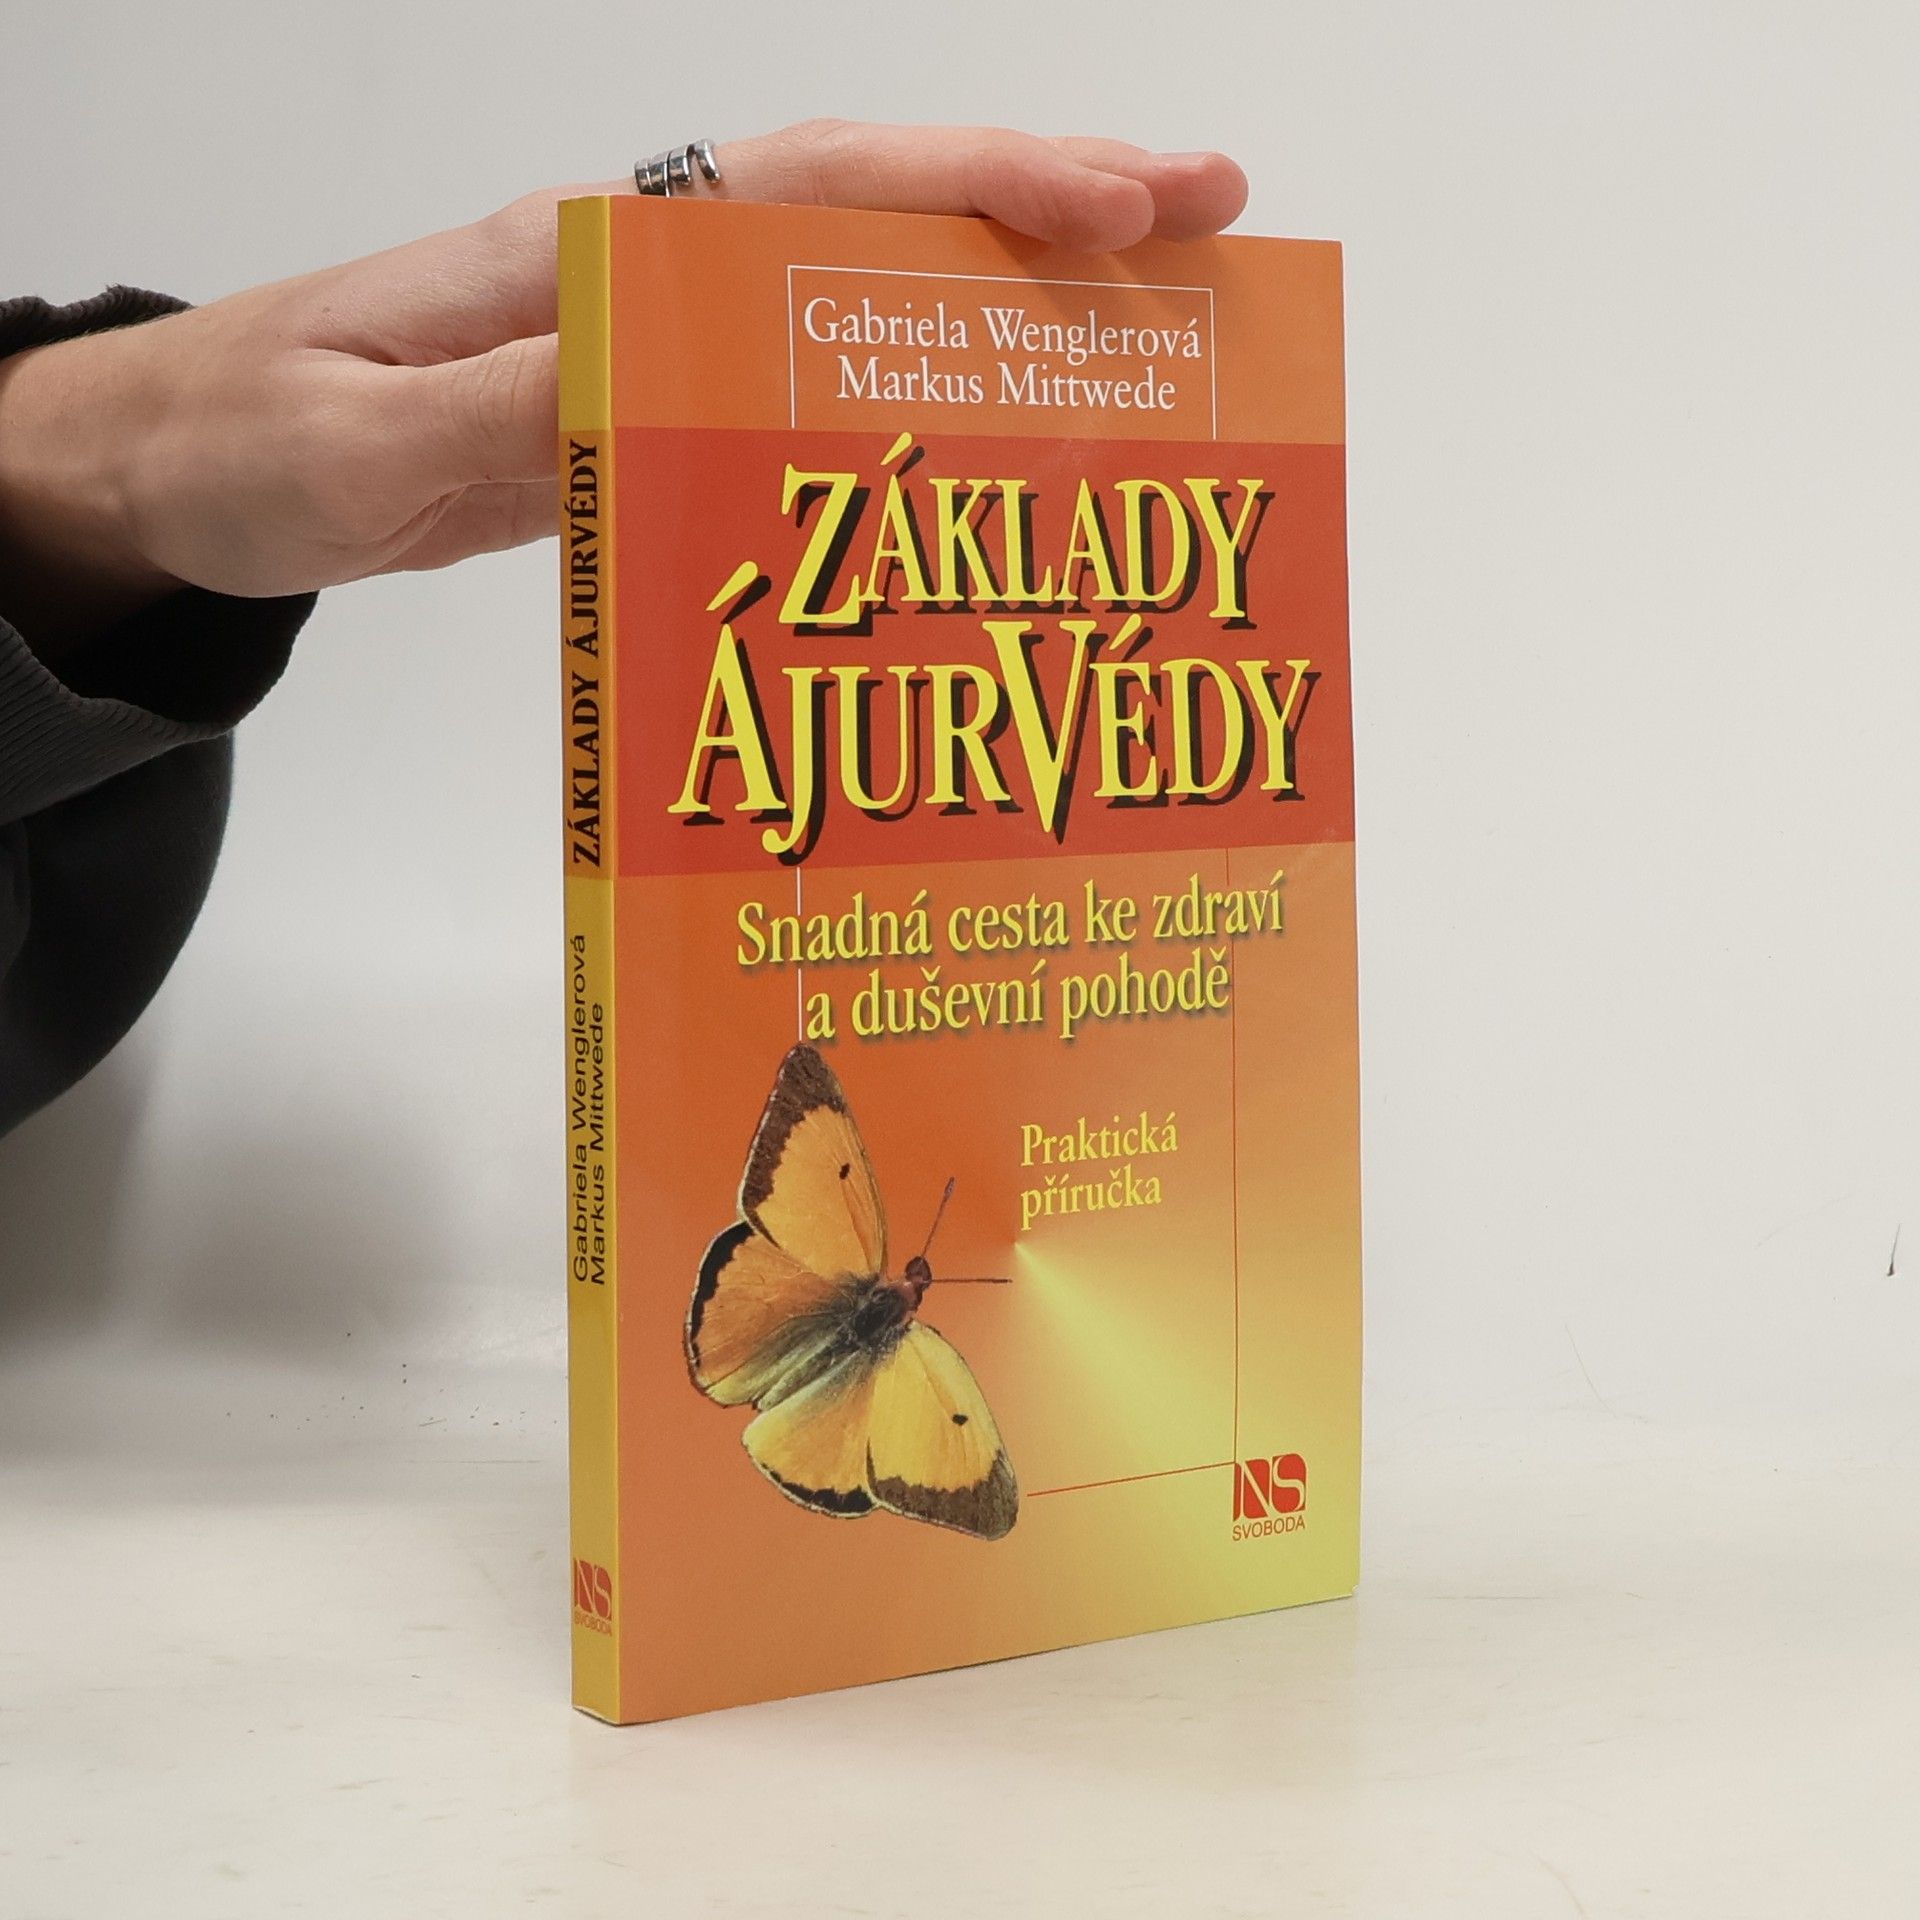 Gabriela Wenglerová
Markus Mittwede
ZÁKLADY
ÁJURVÉDY
Snadná cesta ke zdraví
a duševní pohodě
Praktická
příručka
NS
SVOBODA
ZÁKLADY ÁJURVÉDY
Gabriela Wenglerová
Markus Mittwede
NS
SVOBODA